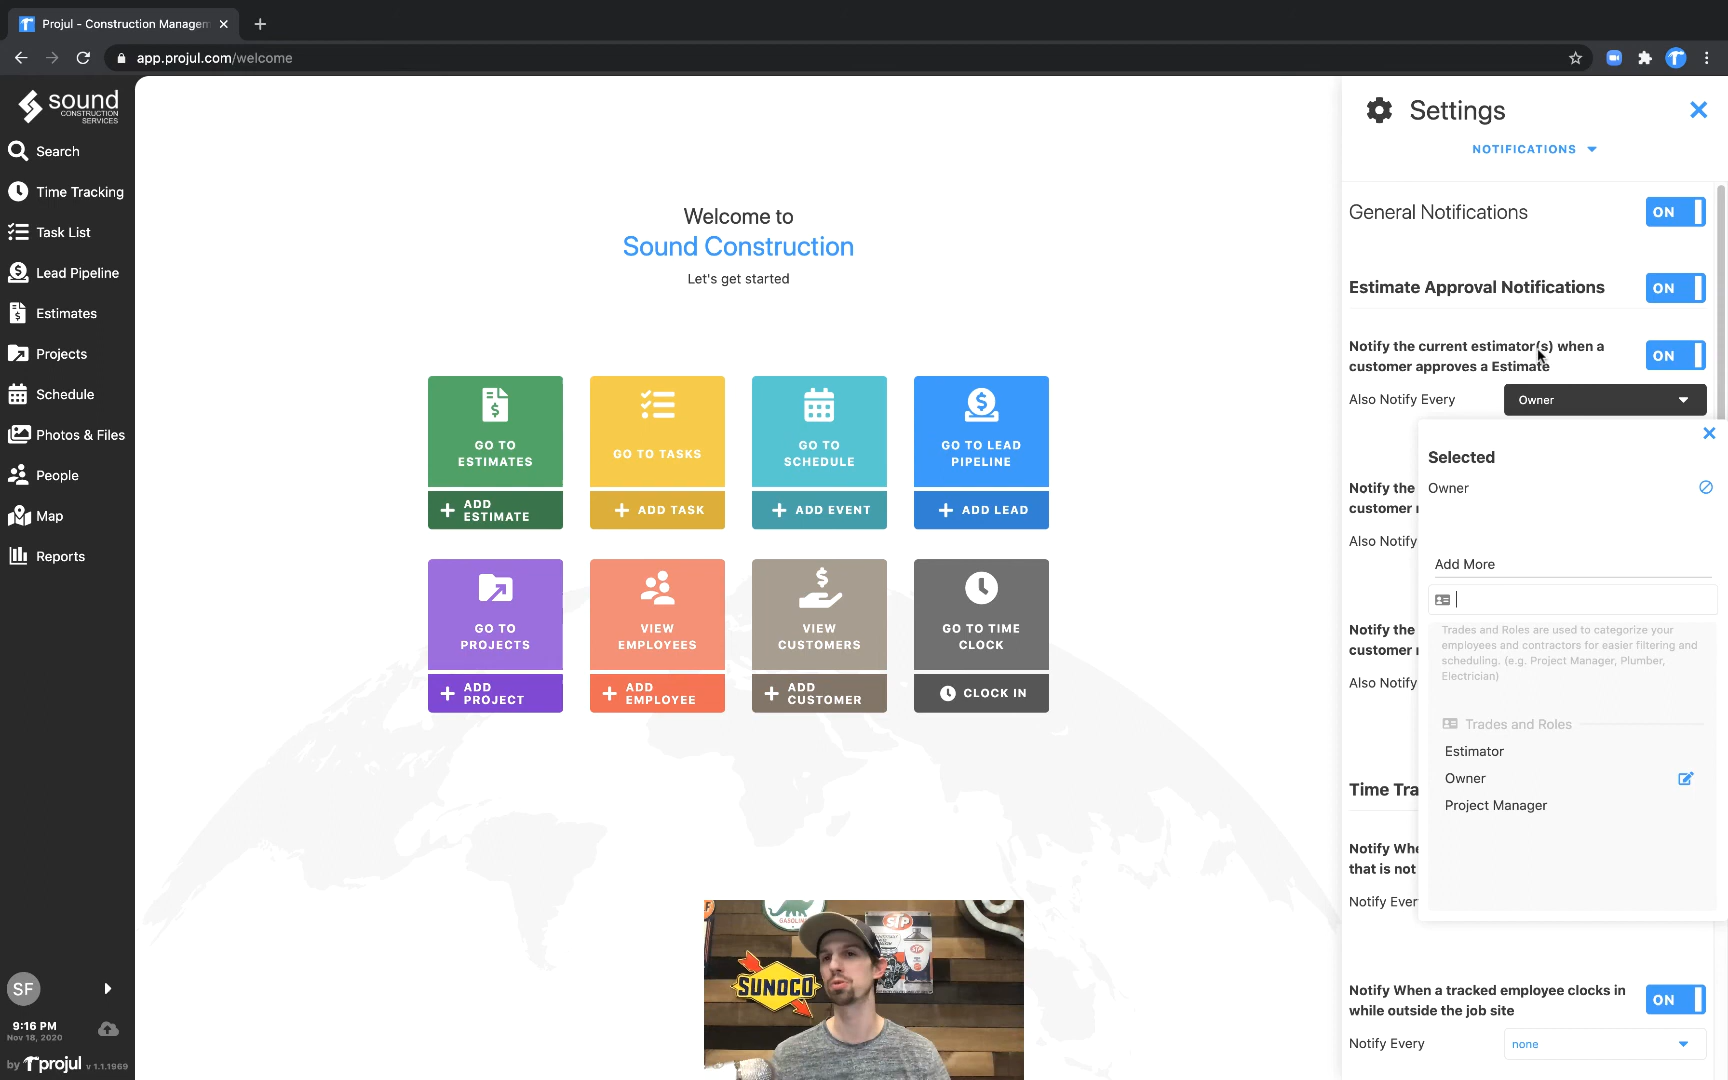 Projul - Construction Managem
app.projul.com/welcome
sound
CONSTRUCTION
SERVICES
Search
Time Tracking
Task List
Lead Pipeline
Estimates
Projects
Schedule
Photos & Files
People
Map
Reports
SF
9:16 PM
Nov 18, 2020
by projul v 1.1.1969
Welcome to
Sound Construction
Let's get started
GO TO
ESTIMATES
ADD
ESTIMATE
GO TO TASKS
ADD TASK
GO TO
SCHEDULE
ADD EVENT
GO TO LEAD
PIPELINE
ADD LEAD
GO TO
PROJECTS
ADD
PROJECT
VIEW
EMPLOYEES
ADD
EMPLOYEE
VIEW
CUSTOMERS
ADD
CUSTOMER
GO TO TIME
CLOCK
CLOCK IN
GASOLINE
STP
STP
SUNOCO
Settings
NOTIFICATIONS
General Notifications
ON
Estimate Approval Notifications
ON
Notify the current estimator(s) when a
customer approves a Estimate
ON
Also Notify Every
Owner
Selected
Owner
Notify the
customer
Also Notify
Add More
Notify the
customer
Also Notify
Trades and Roles are used to categorize your
employees and contractors for easier filtering and
scheduling. (e.g. Project Manager, Plumber,
Electrician)
Trades and Roles
Estimator
Owner
Project Manager
Time Tra
Notify Whe
that is not
Notify Ever
Notify When a tracked employee clocks in
while outside the job site
ON
Notify Every
none